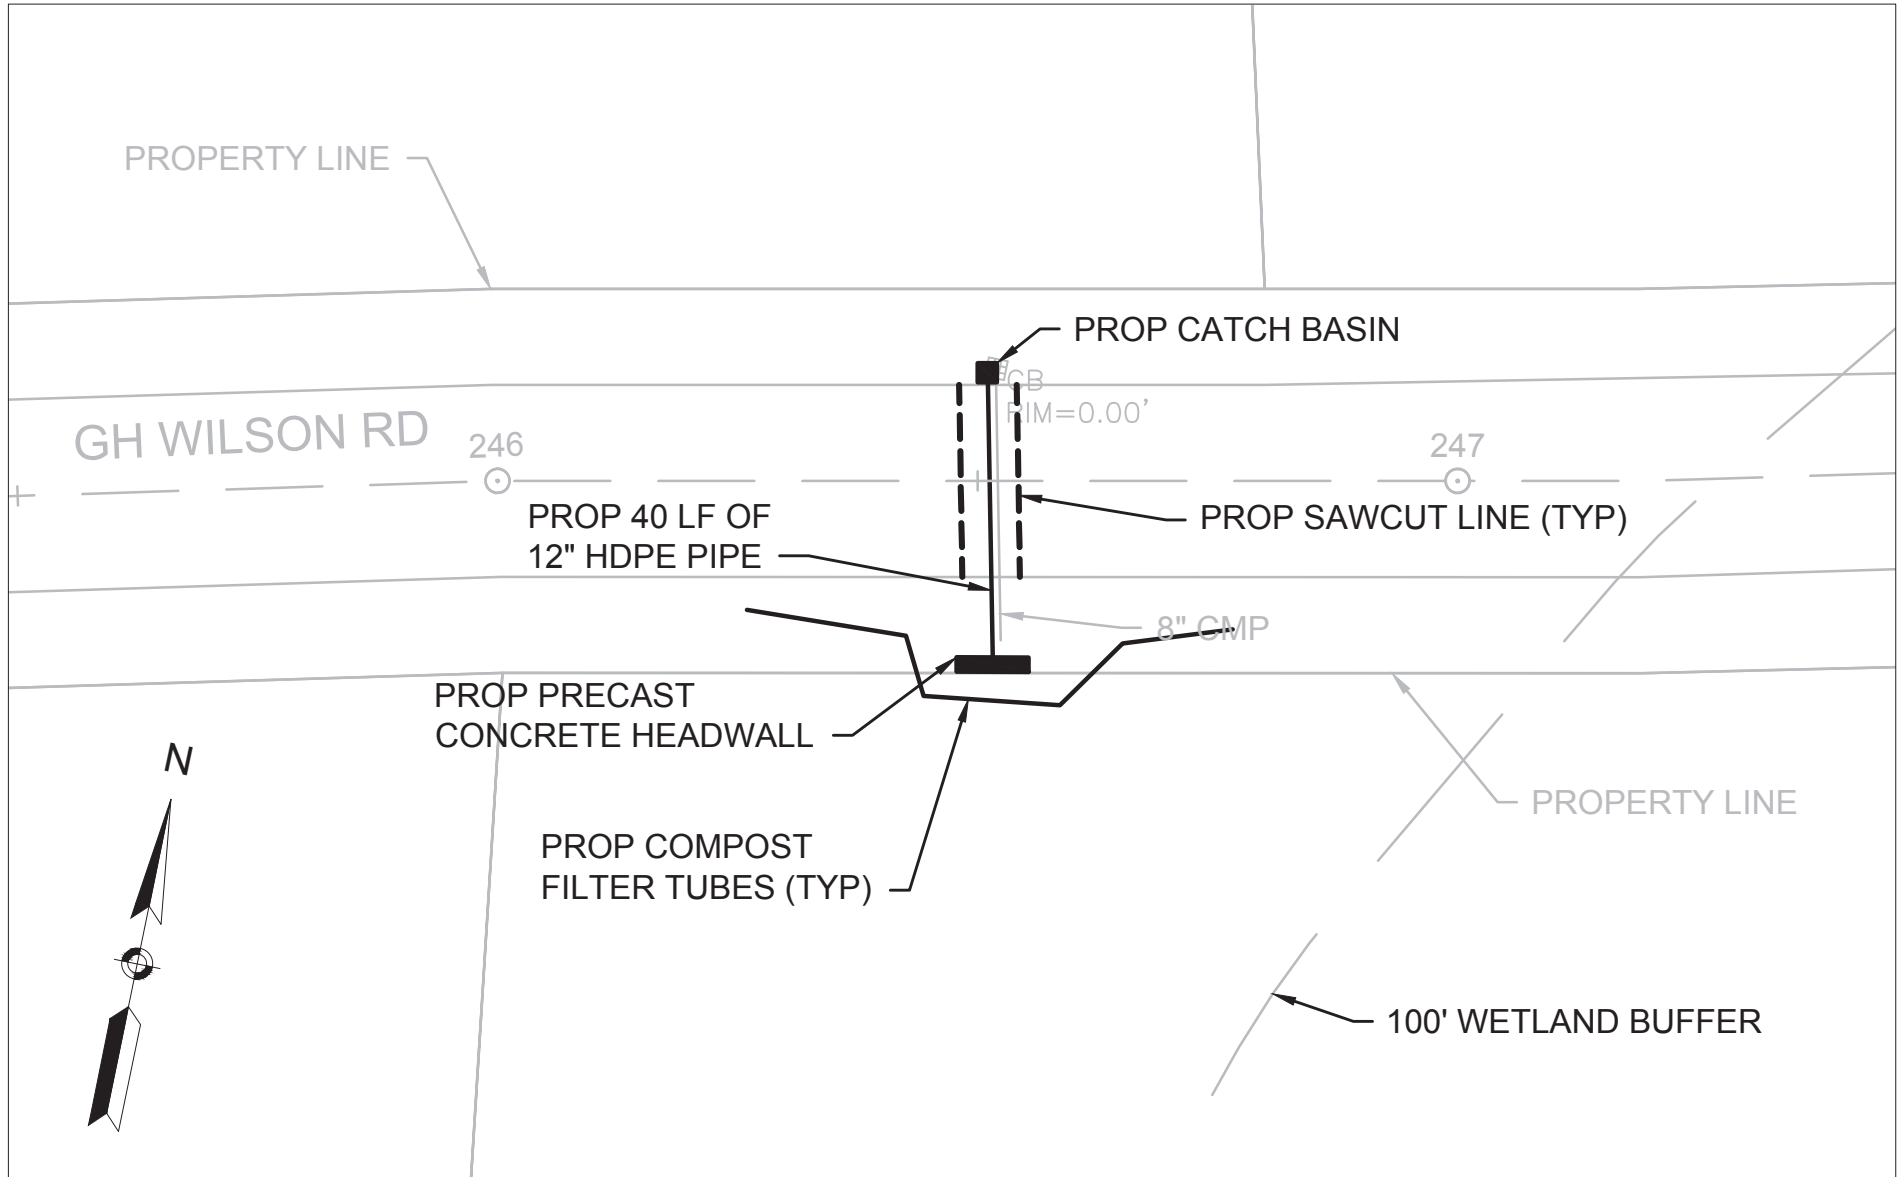 PROPERTY LINE
PROP CATCH BASIN
CB
RIM=0.00'
GH WILSON RD
246
247
PROP 40 LF OF
12" HDPE PIPE
PROP SAWCUT LINE (TYP)
8" CMP
PROP PRECAST
CONCRETE HEADWALL
N
PROPERTY LINE
PROP COMPOST
FILTER TUBES (TYP)
100' WETLAND BUFFER